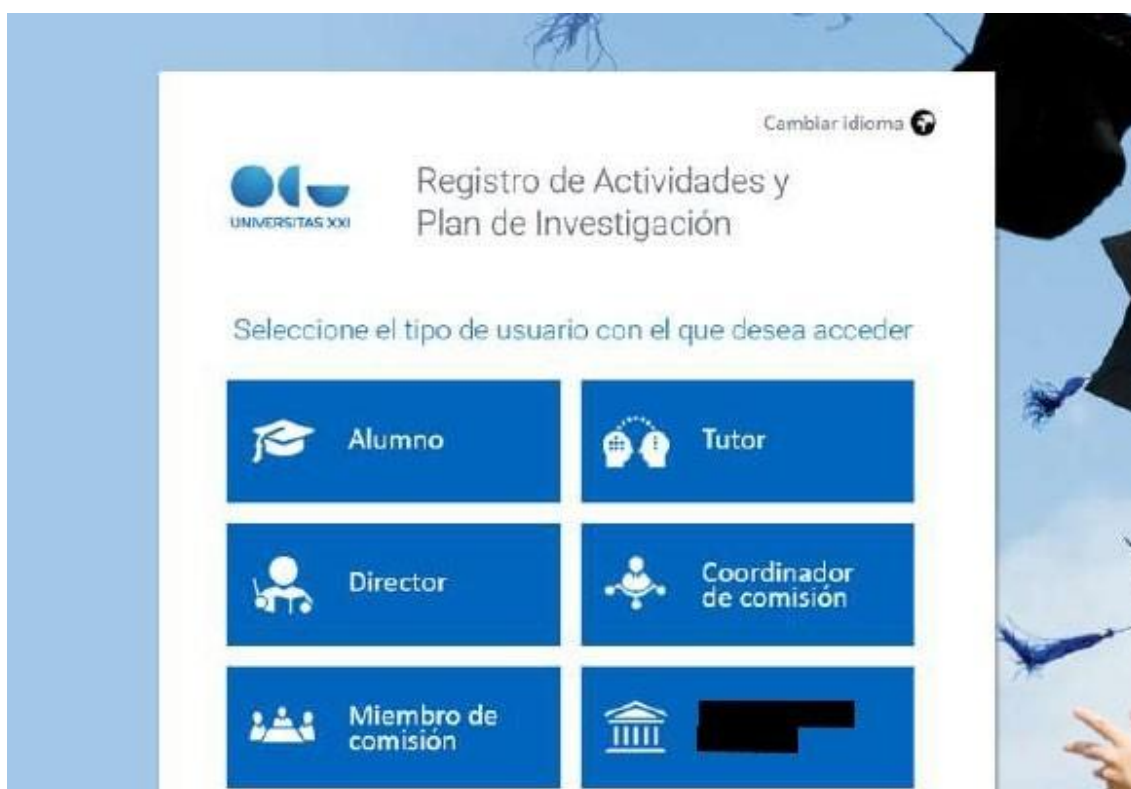 Cambiar idioma
UNIVERSITAS XXI
Registro de Actividades y
Plan de Investigación
Seleccione el tipo de usuario con el que desea acceder
Alumno
Tutor
Director
Coordinador
de comisión
Miembro de
comisión